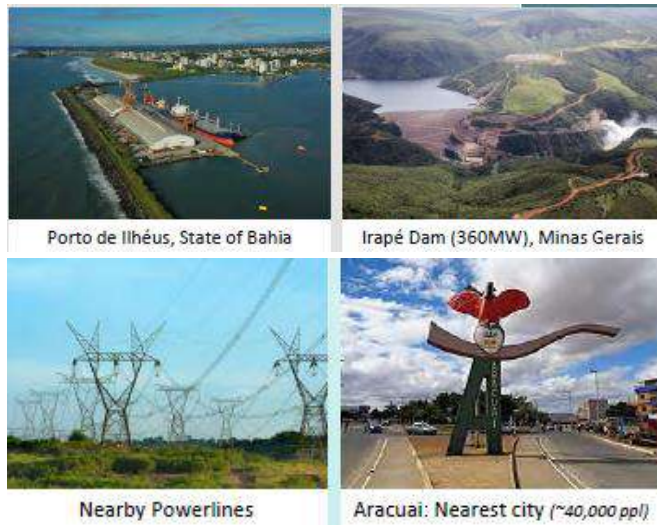 Porto de Ilhéus, State of Bahia
Irapé Dam (360MW), Minas Gerais
Nearby Powerlines
Aracuai: Nearest city (~40,000 ppl)